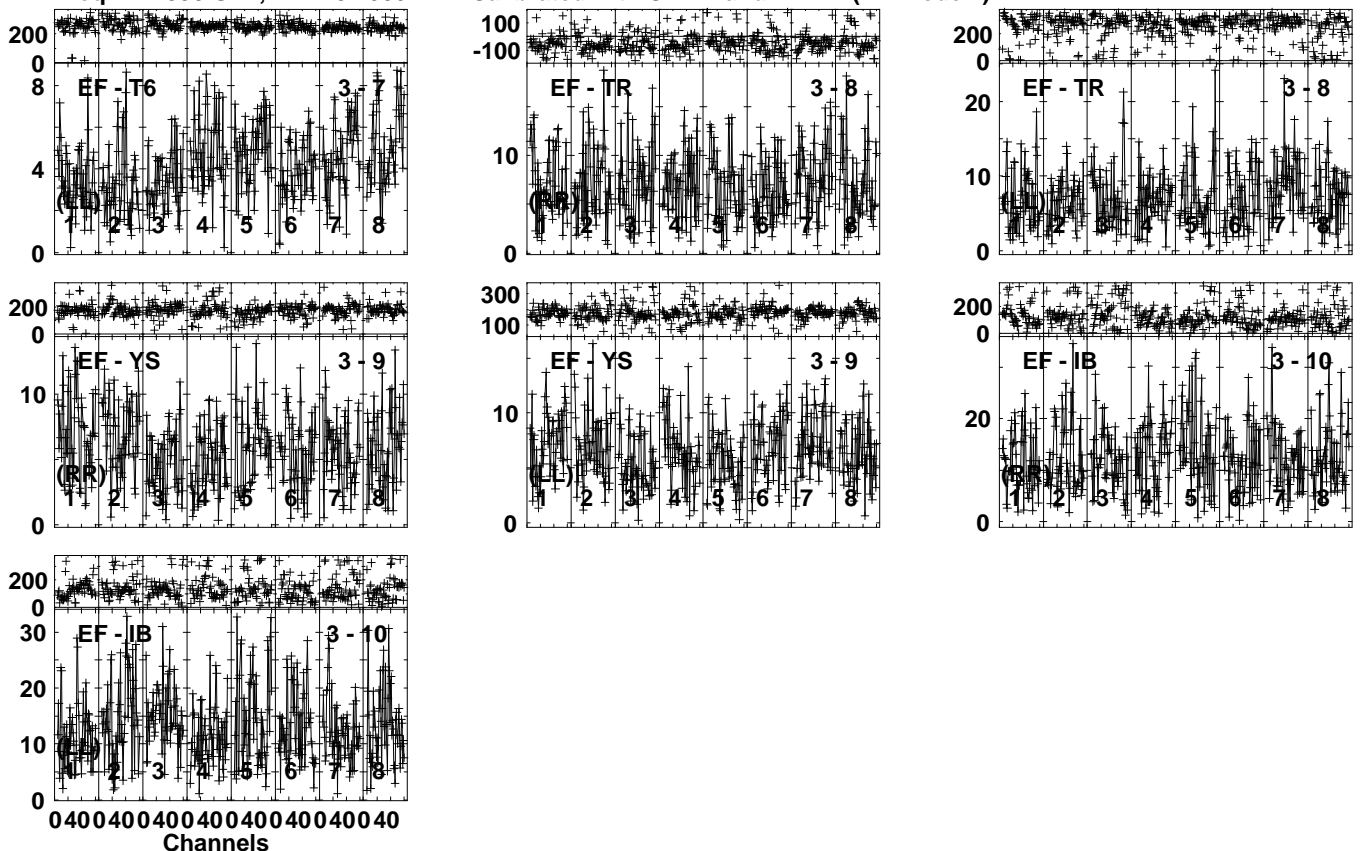 200
0
8
4
0
EF - T6
3 - 7
(LL)
1 2 3 4 5 6 7 8
100
-100
10
0
EF - TR
3 - 8
(RR)
1 2 3 4 5 6 7 8
200
0
20
10
0
EF - TR
3 - 8
(LL)
1 2 3 4 5 6 7 8
200
0
10
0
EF - YS
3 - 9
(RR)
1 2 3 4 5 6 7 8
300
100
10
0
EF - YS
3 - 9
(LL)
1 2 3 4 5 6 7 8
200
0
20
0
EF - IB
3 - 10
(RR)
1 2 3 4 5 6 7 8
200
0
30
20
10
0
EF - IB
3 - 10
(LL)
1 2 3 4 5 6 7 8
0 40 0 40 0 40 0 40 0 40 0 40 0 40 0 40
Channels